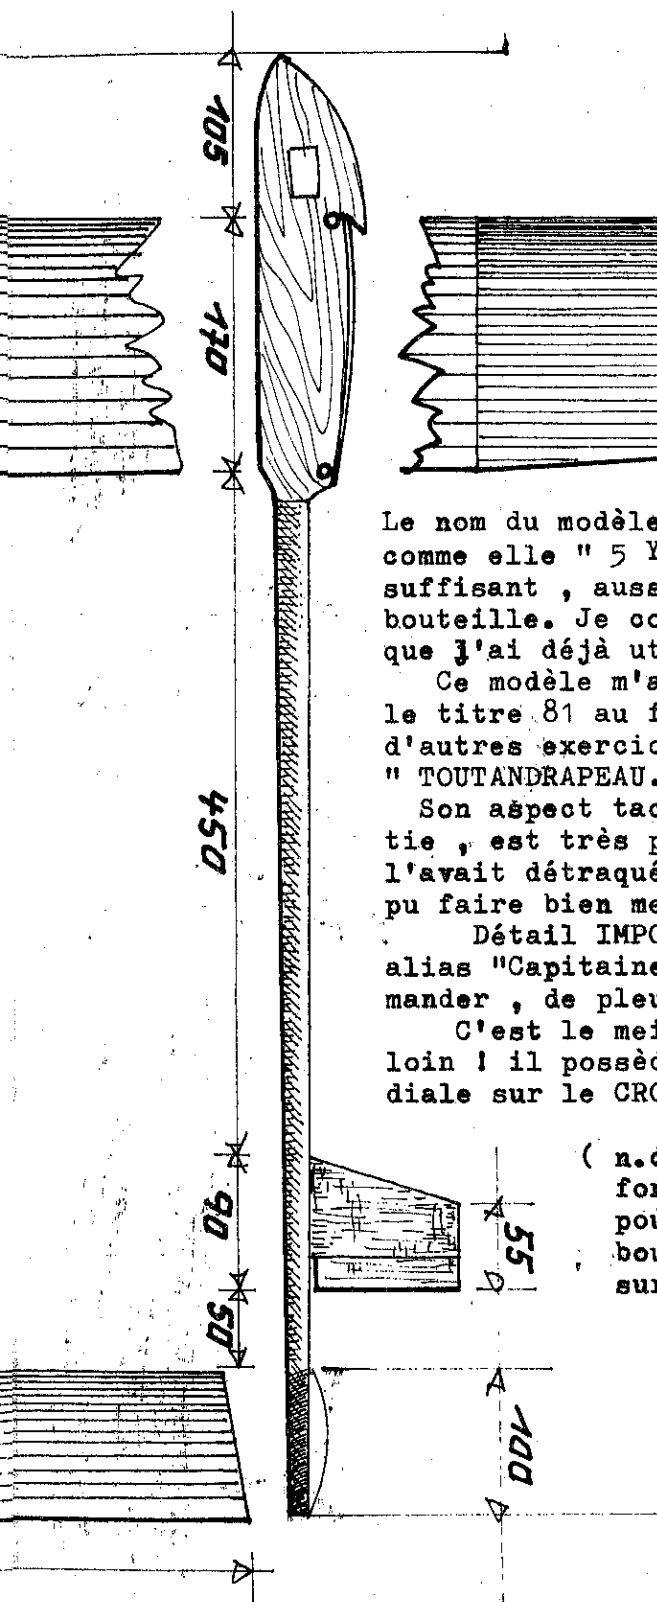 105
170
450
90
50
Le nom du modèle
comme elle " 5 Y
suffisant , auss
bouteille. Je co
que j'ai déjà ut
Ce modèle m'a
le titre 81 au f
d'autres exercic
" TOUTANDRAPEAU.
Son aspect tac
tie , est très p
l'avait détraqué
pu faire bien me
Détail IMPO
alias "Capitaine
mander , de pleu
C'est le mei
loin ! il possèd
diale sur le CRO
( n.d
for
pou
bou
sur
55
100